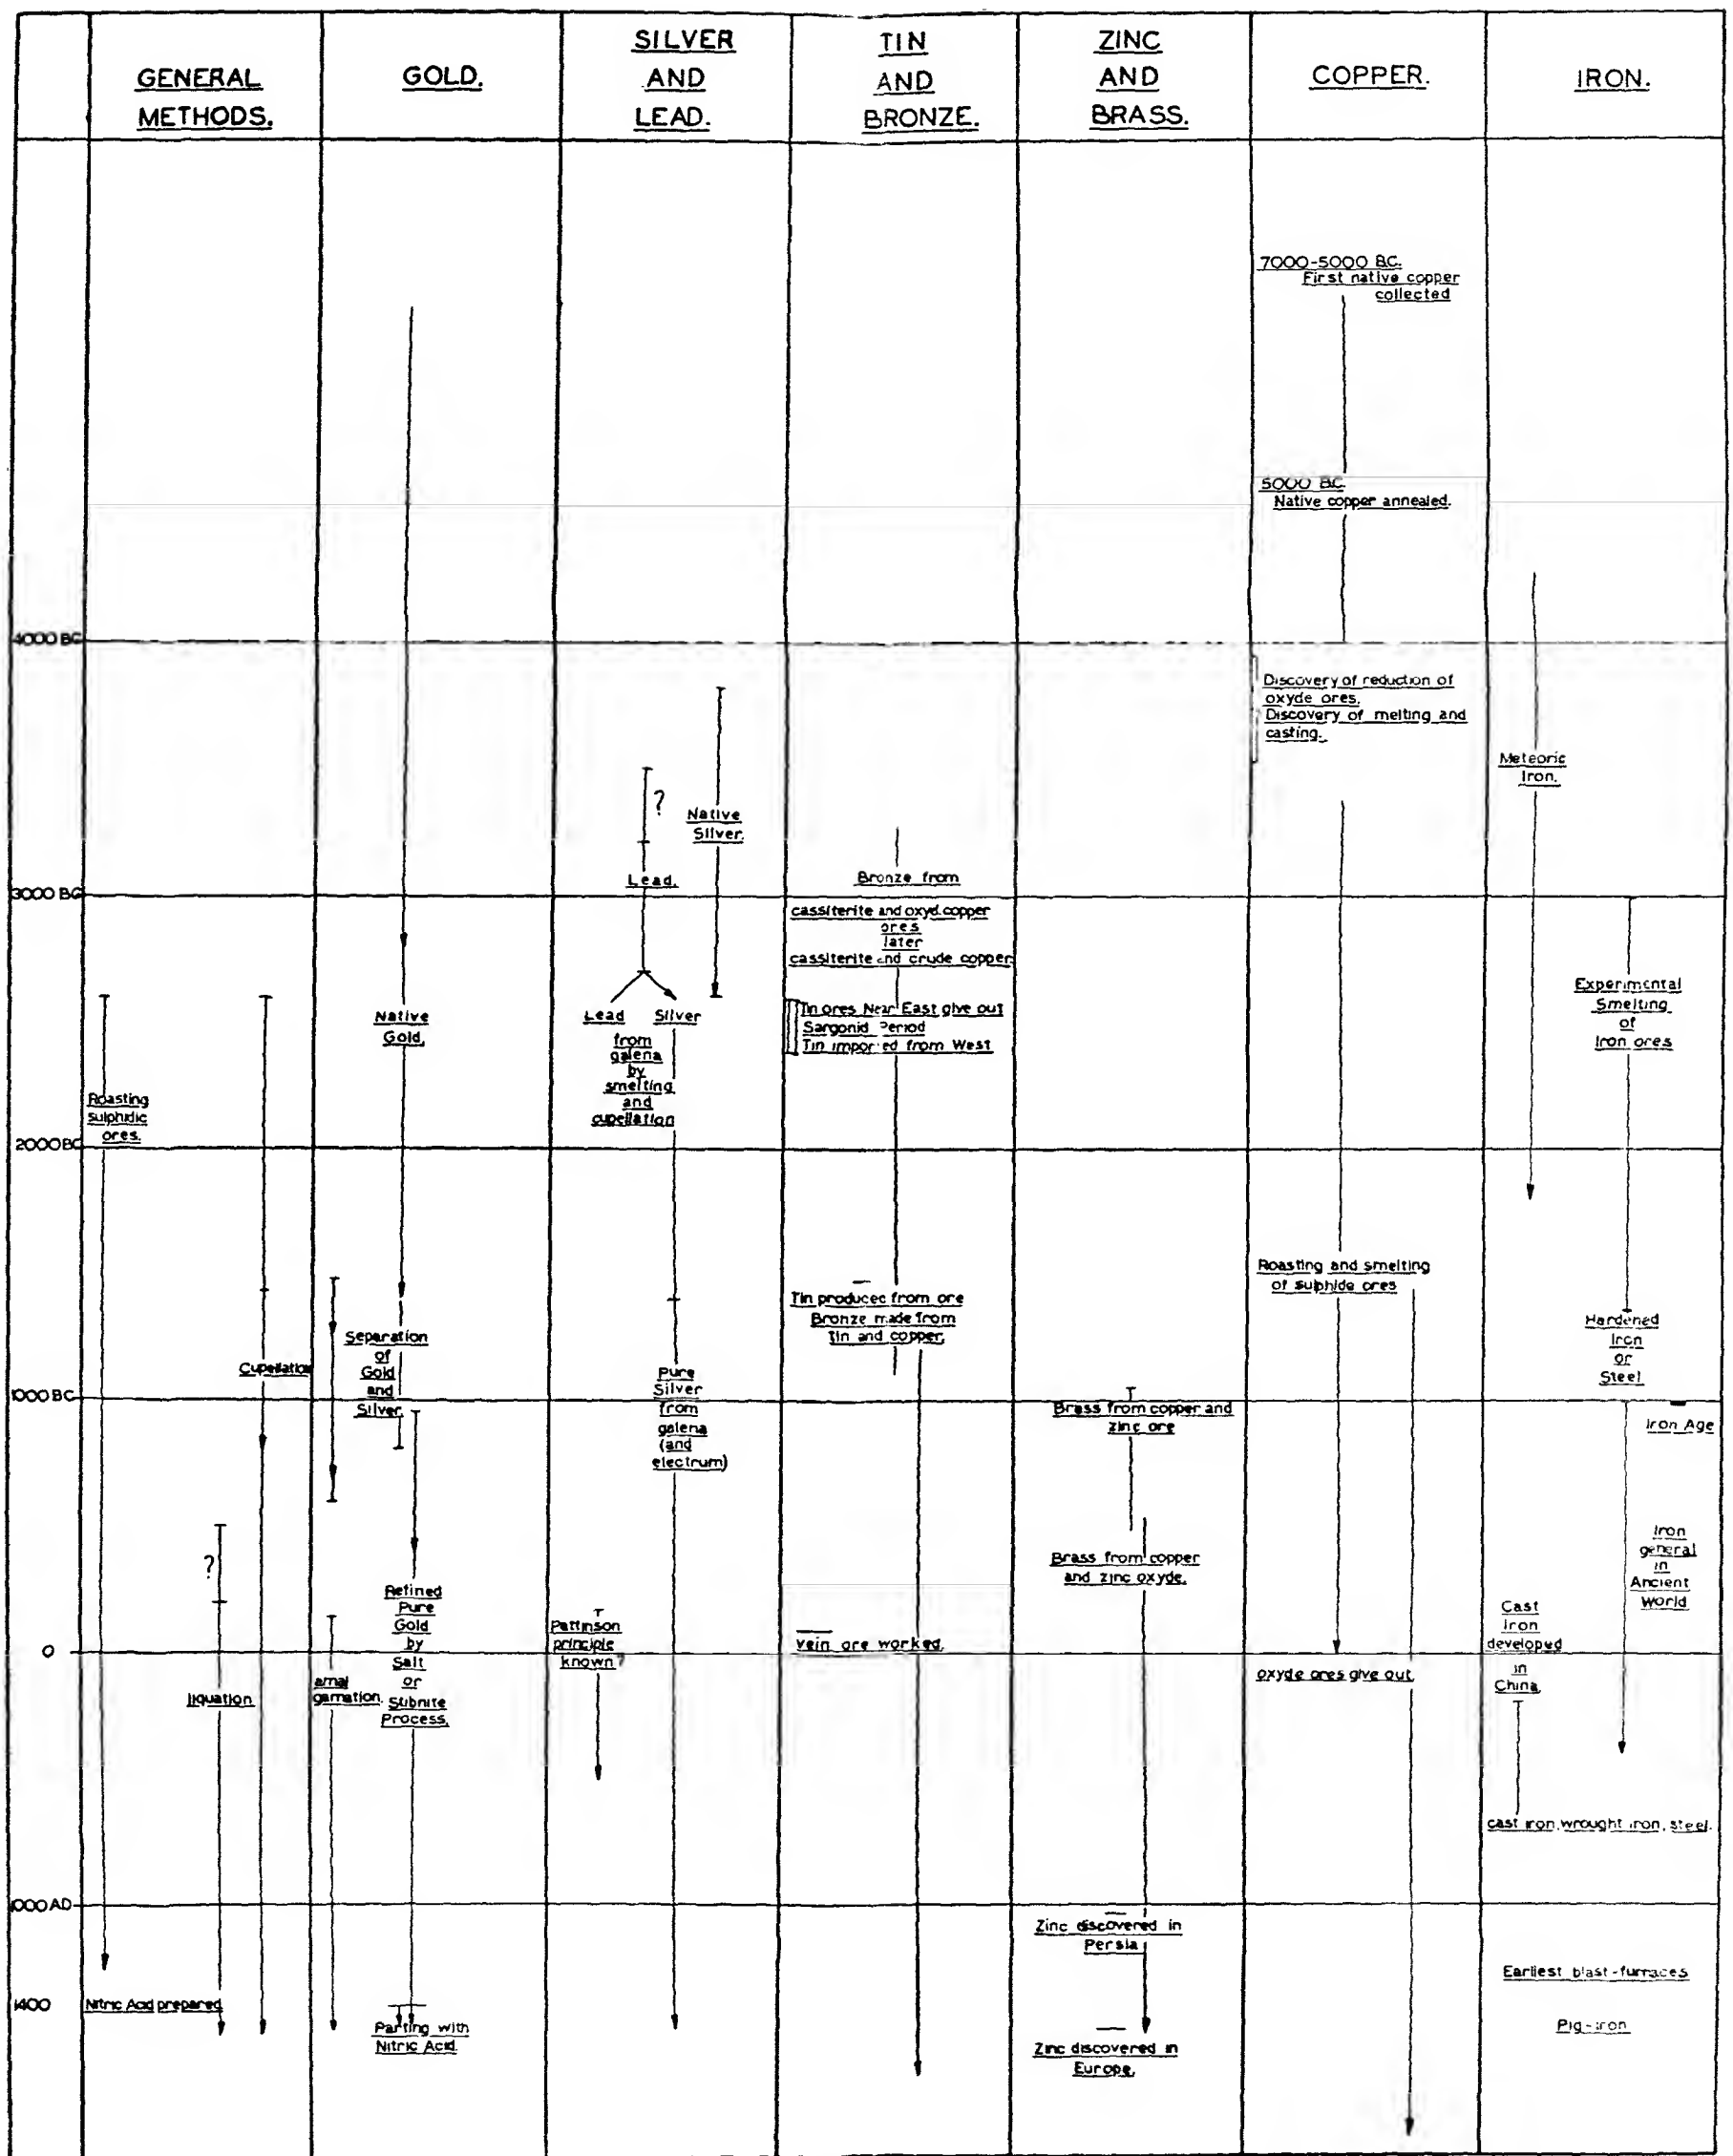 GENERAL
METHODS.
GOLD.
SILVER
AND
LEAD.
TIN
AND
BRONZE.
ZINC
AND
BRASS.
COPPER.
IRON.
4000 BC
3000 BC
2000 BC
1000 BC
0
1000 AD
1400
Roasting
sulphidic
ores.
Cupellation
?
liquation
Nitric Acid prepared
Native
Gold.
Separation
of
Gold
and
Silver.
Refined
Pure
Gold
by
Salt
or
Stibnite
Process.
amal
gamation.
Parting with
Nitric Acid.
?
Lead.
Native
Silver.
Lead Silver
from
galena
by
smelting
and
cupellation
Pure
Silver
from
galena
(and
electrum)
Pattinson
principle
known?
Bronze from
cassiterite and oxyd.copper
ores
later
cassiterite and crude copper
Tin ores Near East give out
Sargonid Period
Tin imported from West
Tin produced from ore
Bronze made from
Tin and copper.
vein ore worked.
Brass from copper and
zinc ore
Brass from copper
and zinc oxyde.
Zinc discovered in
Persia
Zinc discovered in
Europe.
7000-5000 B.C.
First native copper
collected
5000 BC
Native copper annealed.
Discovery of reduction of
oxyde ores.
Discovery of melting and
casting.
Roasting and smelting
of sulphide ores
oxyde ores give out.
Meteoric
Iron.
Experimental
Smelting
of
Iron ores
Hardened
Iron
or
Steel
Iron Age
Iron
general
in
Ancient
World
Cast
Iron
developed
in
China
cast iron, wrought iron, steel.
Earliest blast-furnaces
Pig-iron